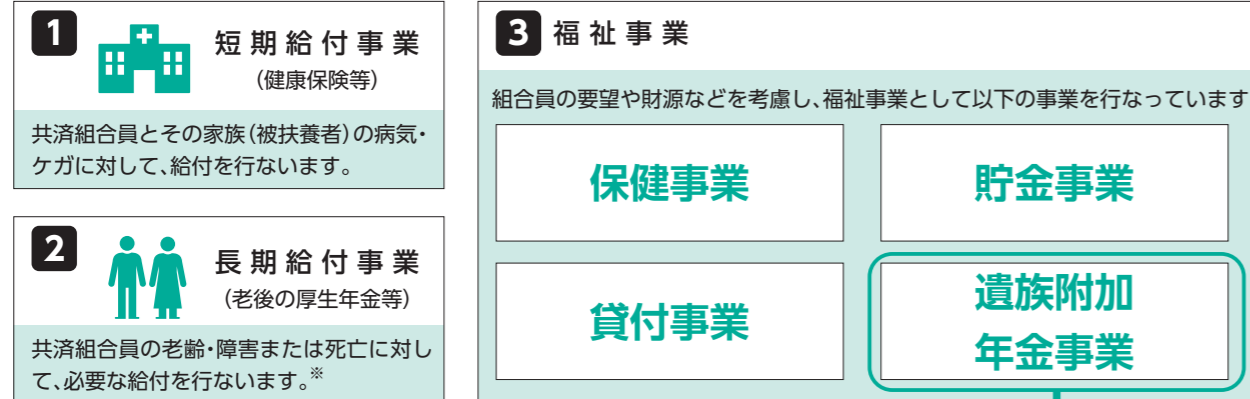 1
短期給付事業
(健康保険等)
共済組合員とその家族(被扶養者)の病気・
ケガに対して、給付を行ないます。
2
長期給付事業
(老後の厚生年金等)
共済組合員の老齢・障害または死亡に対し
て、必要な給付を行ないます。※
3 福祉事業
組合員の要望や財源などを考慮し、福祉事業として以下の事業を行なっています
保健事業
貯金事業
貸付事業
遺族附加
年金事業